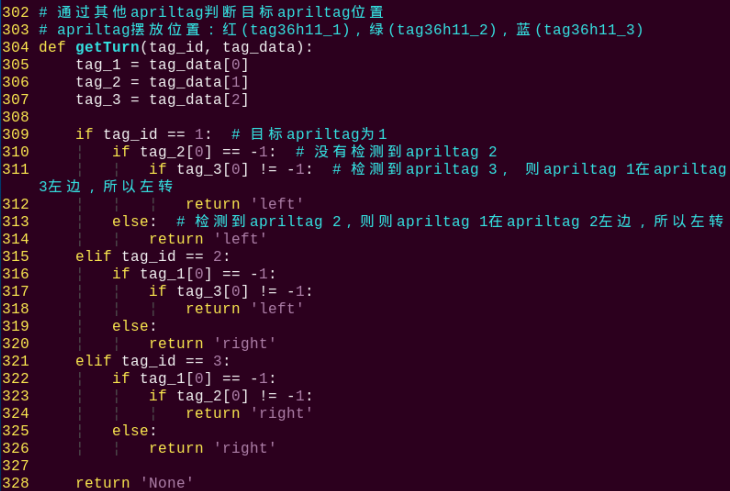 302 # 通过其他apriltag判断目标apriltag位置
303 # apriltag摆放位置：红(tag36h11_1)，绿(tag36h11_2)，蓝(tag36h11_3)
304 def getTurn(tag_id, tag_data):
305     tag_1 = tag_data[0]
306     tag_2 = tag_data[1]
307     tag_3 = tag_data[2]
308
309     if tag_id == 1:  # 目标apriltag为1
310         if tag_2[0] == -1:  # 没有检测到apriltag 2
311             if tag_3[0] != -1:  # 检测到apriltag 3， 则apriltag 1在apriltag
3左边，所以左转
312                 return 'left'
313         else:  # 检测到apriltag 2，则则apriltag 1在apriltag 2左边，所以左转
314             return 'left'
315     elif tag_id == 2:
316         if tag_1[0] == -1:
317             if tag_3[0] != -1:
318                 return 'left'
319         else:
320             return 'right'
321     elif tag_id == 3:
322         if tag_1[0] == -1:
323             if tag_2[0] != -1:
324                 return 'right'
325         else:
326             return 'right'
327
328     return 'None'